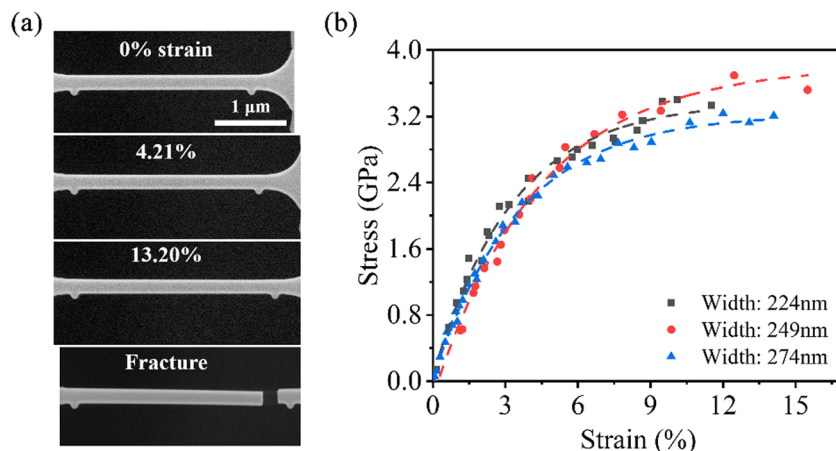 (a)
0% strain
1 μm
4.21%
13.20%
Fracture
(b)
4.0
3.2
2.4
1.6
0.8
0.0
0
3
6
9
12
15
Stress (GPa)
Strain (%)
Width: 224nm
Width: 249nm
Width: 274nm